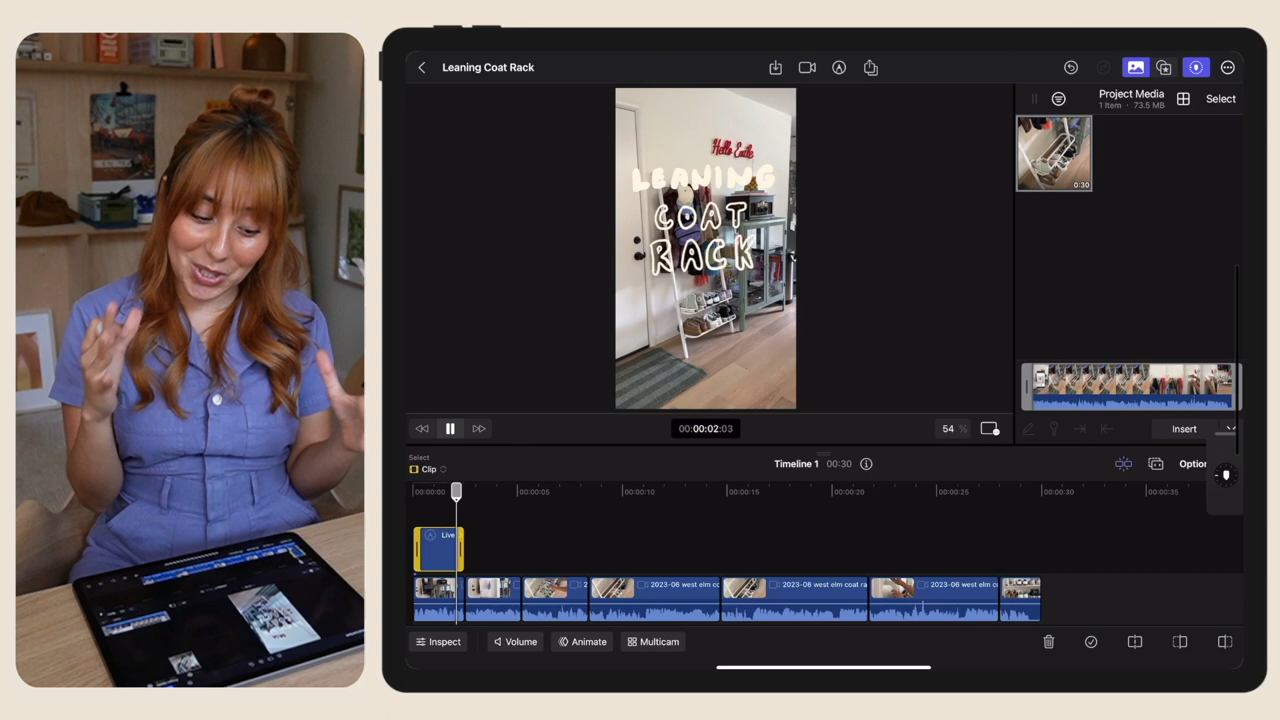 Leaning Coat Rack
Project Media
1 Item · 73.5 MB
Select
0:30
Hello Exile
LEANING
COAT
RACK
00:00:02:03
54 %
Insert
Select
Clip
Timeline 1 00:30
Option
00:00:00 00:00:05 00:00:10 00:00:15 00:00:20 00:00:25 00:00:30 00:00:35
Live
2 2023-06 west elm co 2023-06 west elm coat ra 2023-06 west elm co
Inspect Volume Animate Multicam